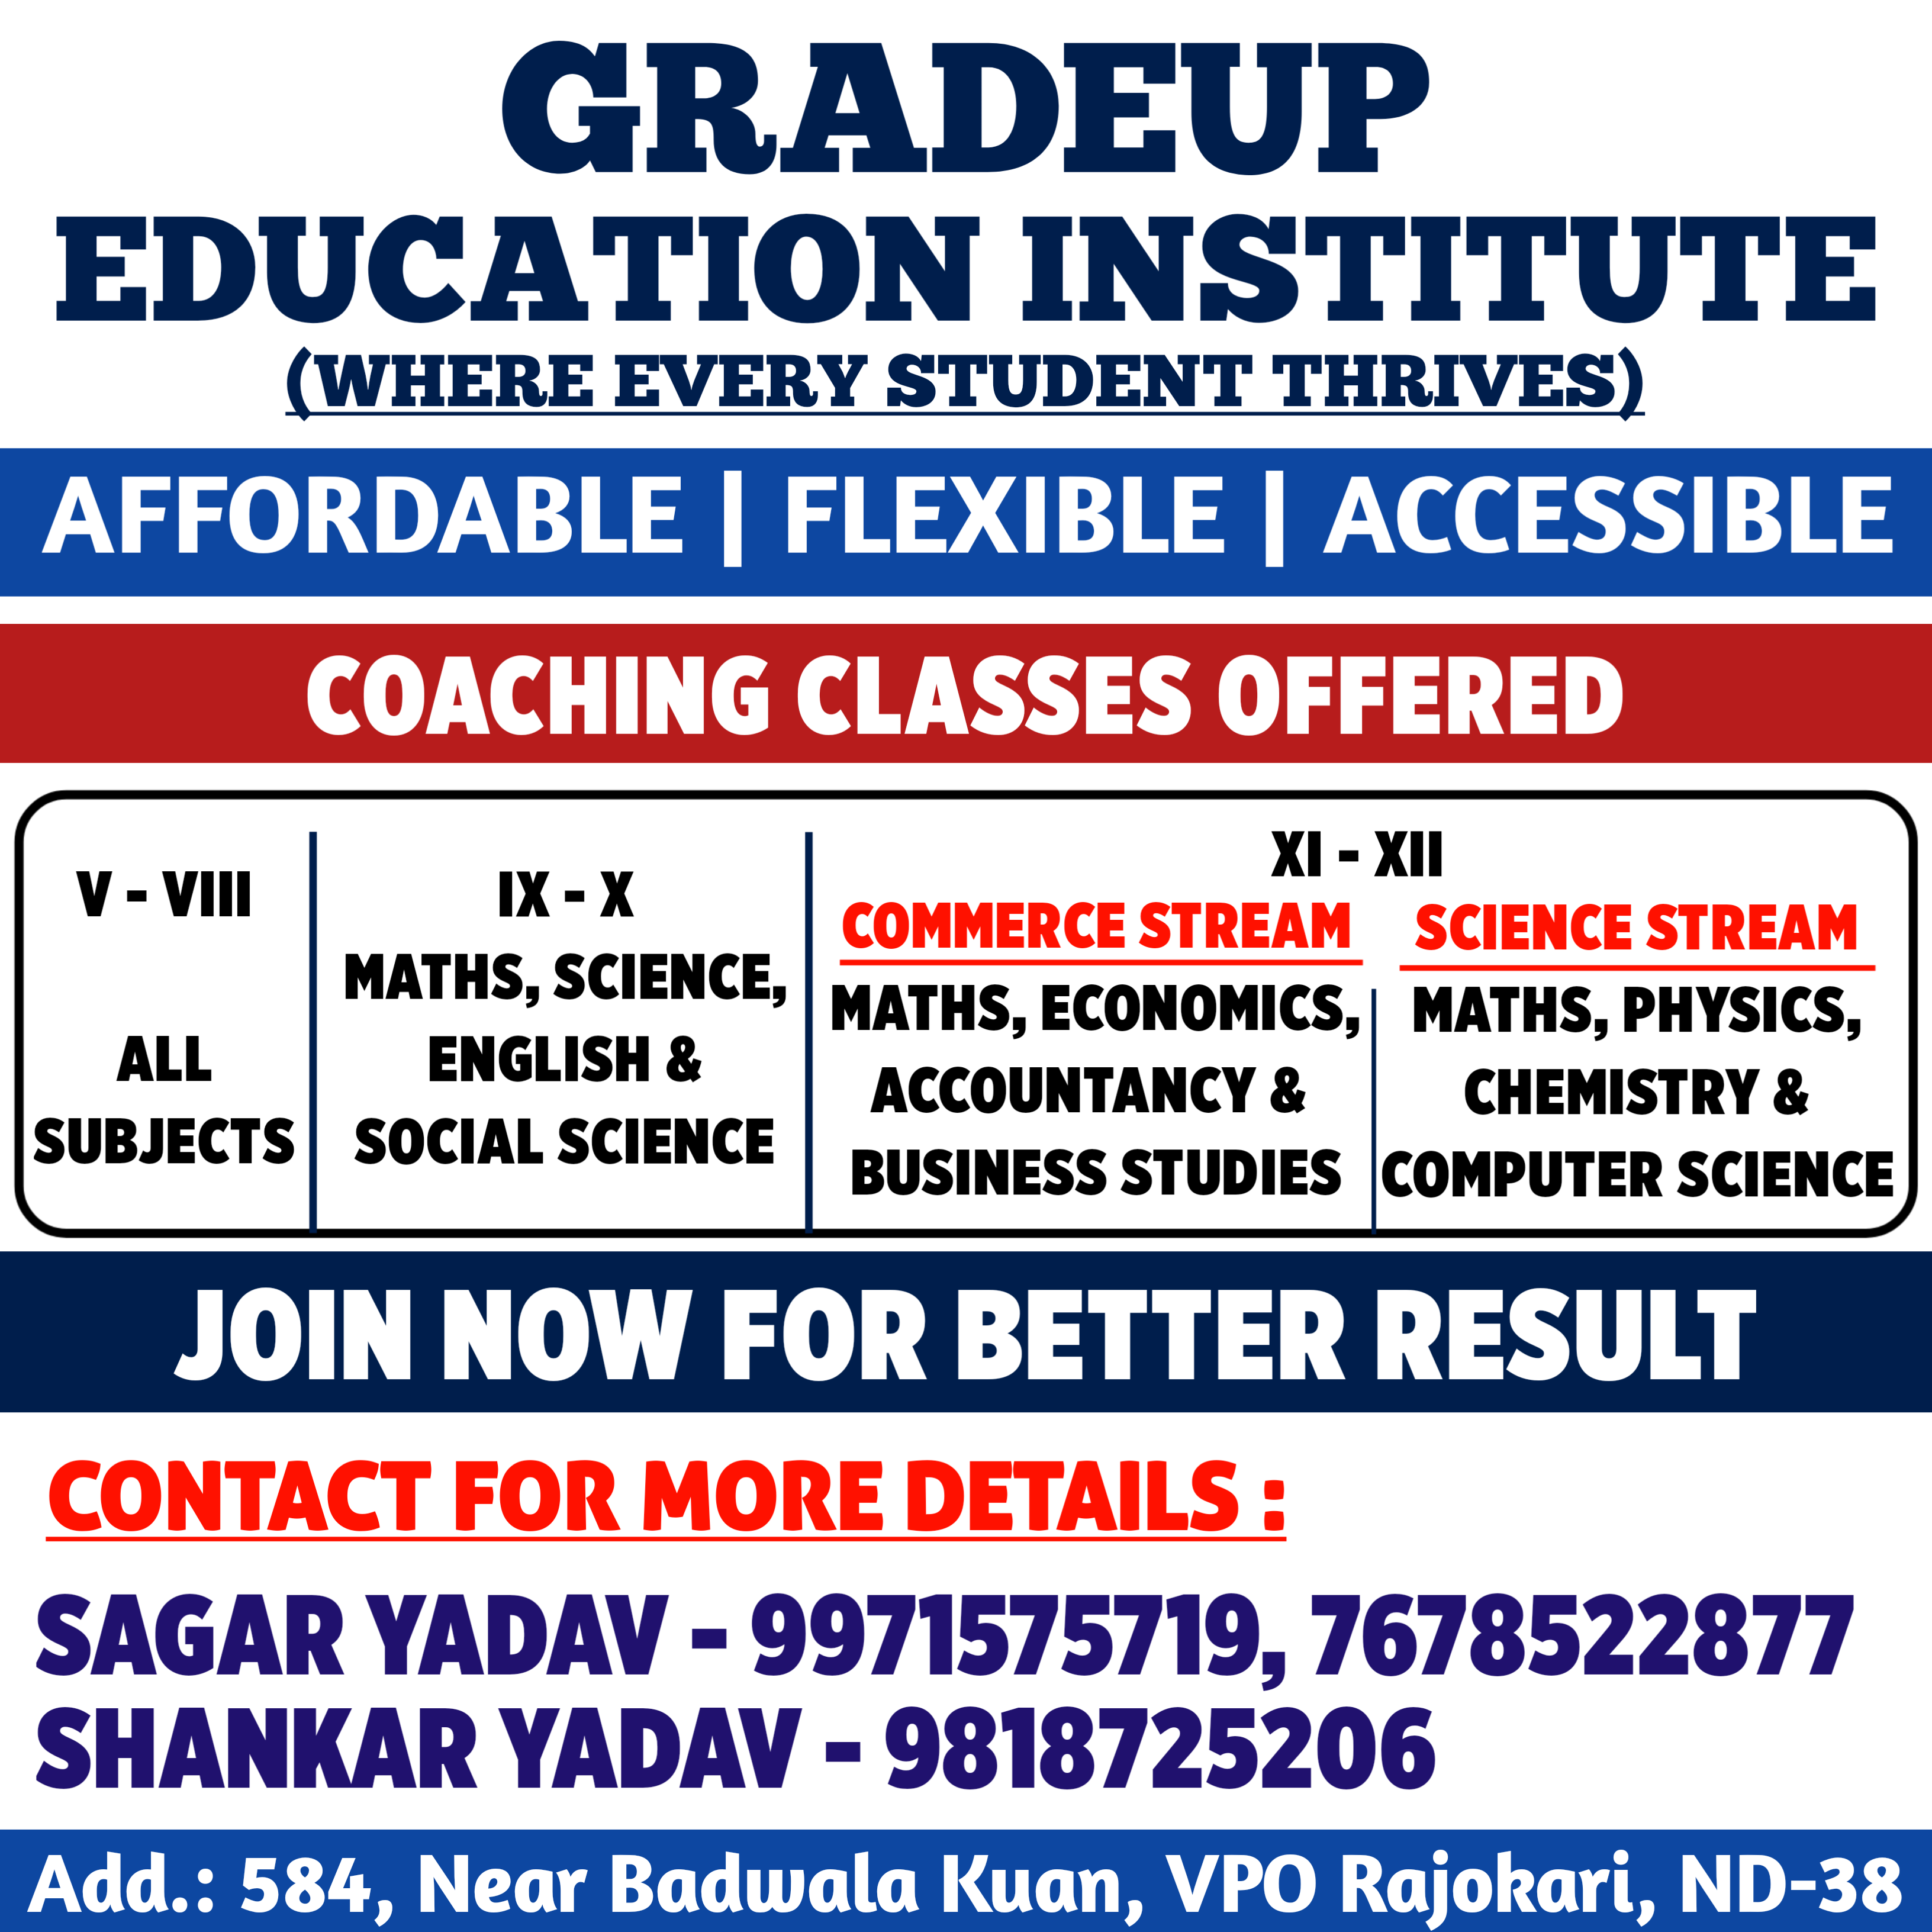 GRADEUP
EDUCATION INSTITUTE
(WHERE EVERY STUDENT THRIVES)
AFFORDABLE | FLEXIBLE | ACCESSIBLE
COACHING CLASSES OFFERED
V - VIII
ALL
SUBJECTS
IX - X
MATHS, SCIENCE,
ENGLISH &
SOCIAL SCIENCE
XI - XII
COMMERCE STREAM
MATHS, ECONOMICS,
ACCOUNTANCY &
BUSINESS STUDIES
SCIENCE STREAM
MATHS, PHYSICS,
CHEMISTRY &
COMPUTER SCIENCE
JOIN NOW FOR BETTER RESULT
CONTACT FOR MORE DETAILS :
SAGAR YADAV - 9971575719, 7678522877
SHANKAR YADAV - 9818725206
Add.: 584, Near Badwala Kuan, VPO Rajokari, ND-38